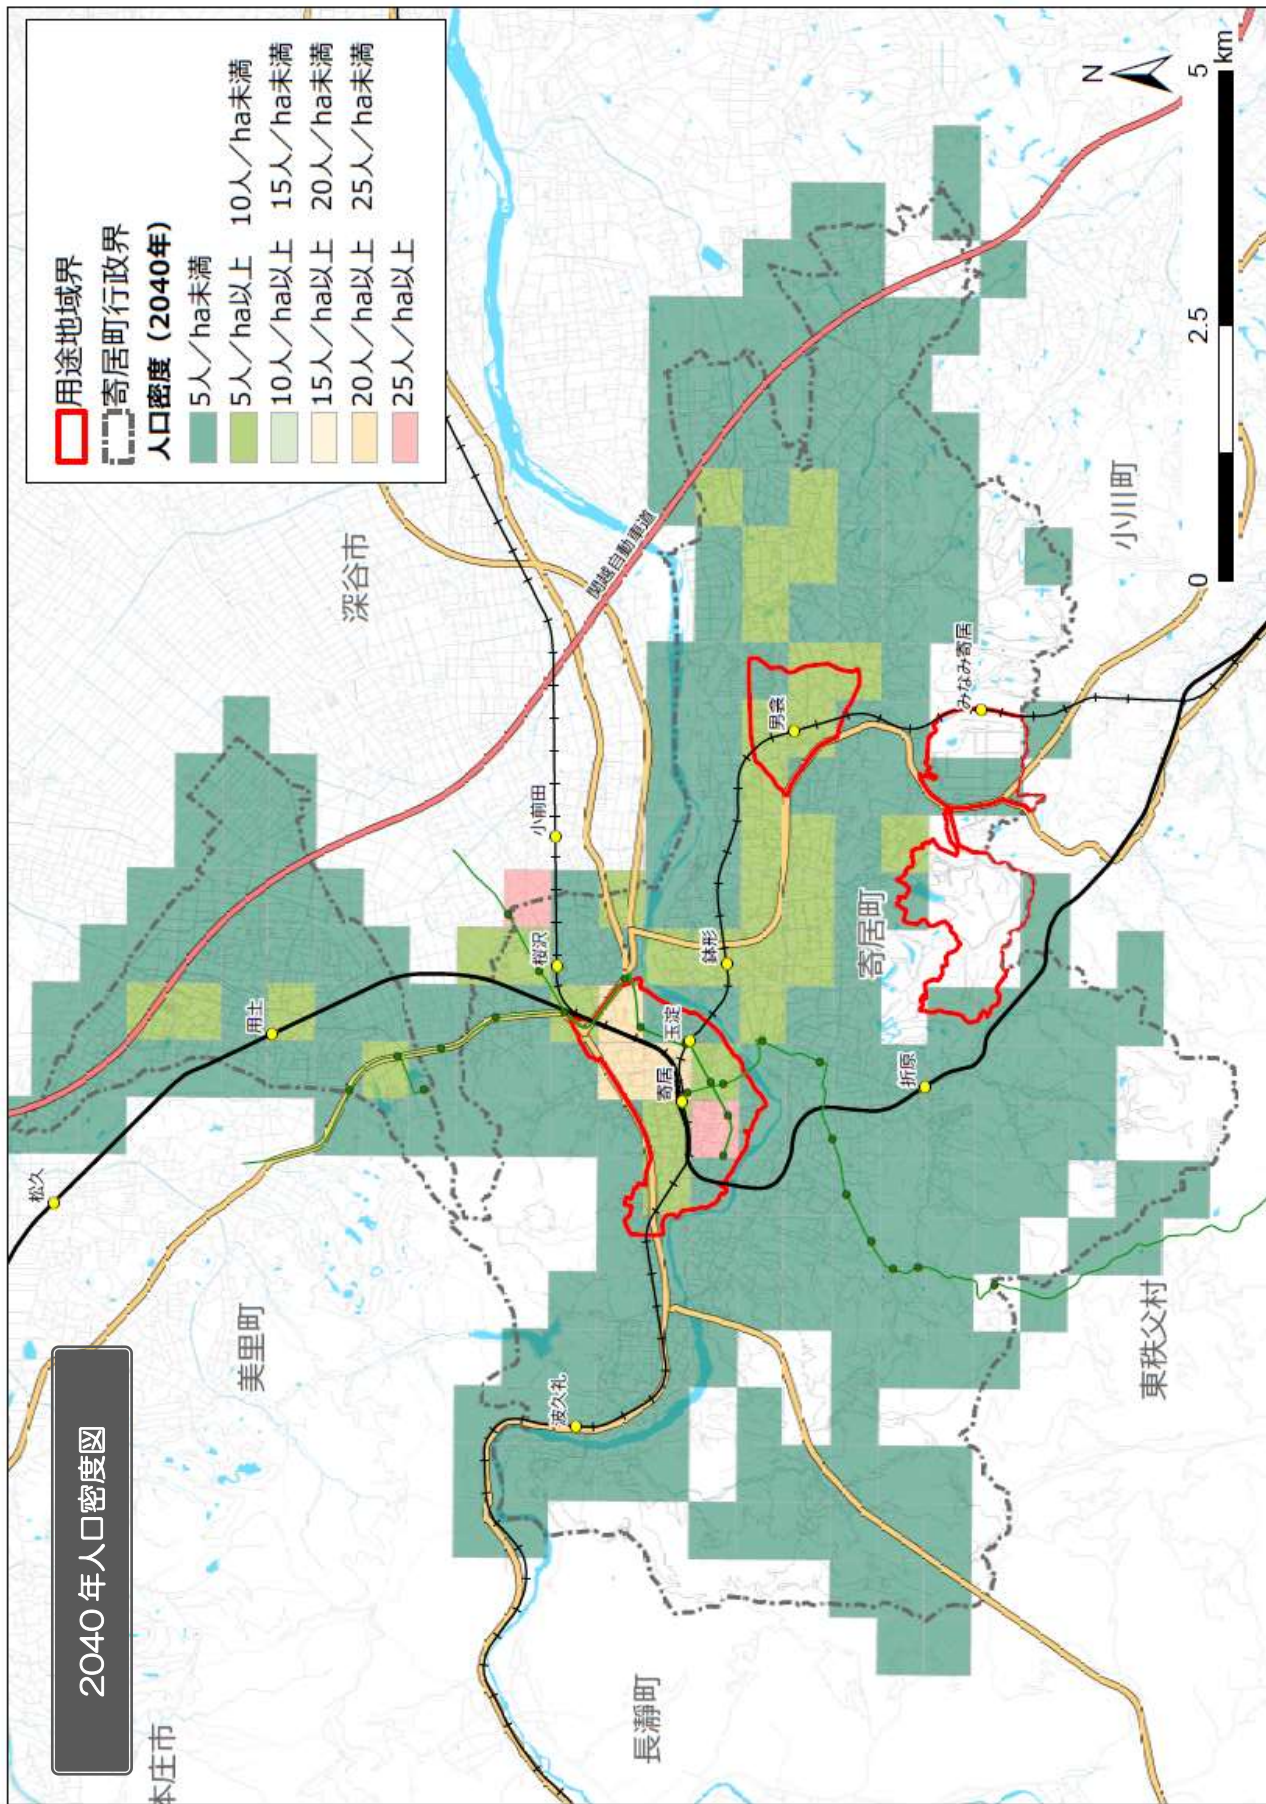 2040年人口密度図
用途地域界
寄居町行政界
人口密度（2040年）
5人／ha未満
5人／ha以上 10人／ha未満
10人／ha以上 15人／ha未満
15人／ha以上 20人／ha未満
20人／ha以上 25人／ha未満
25人／ha以上
本庄市
美里町
松久
用土
深谷市
関越自動車道
小前田
桜沢
波久礼
寄居
玉淀
鉢形
男衾
長瀞町
寄居町
折原
みなみ寄居
東秩父村
小川町
N
0 2.5 5
km